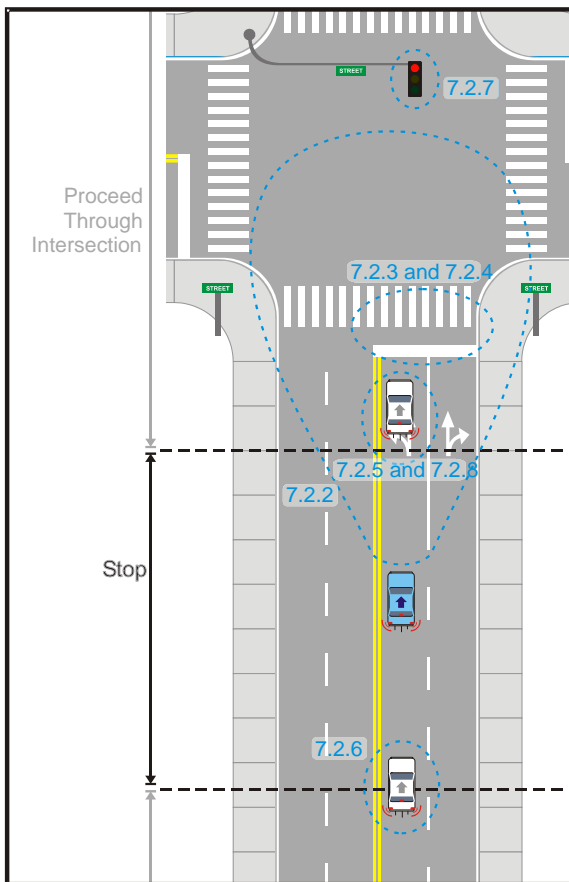 STREET
7.2.7
Proceed
Through
Intersection
7.2.3 and 7.2.4
STREET
STREET
7.2.5 and 7.2.8
7.2.2
Stop
7.2.6